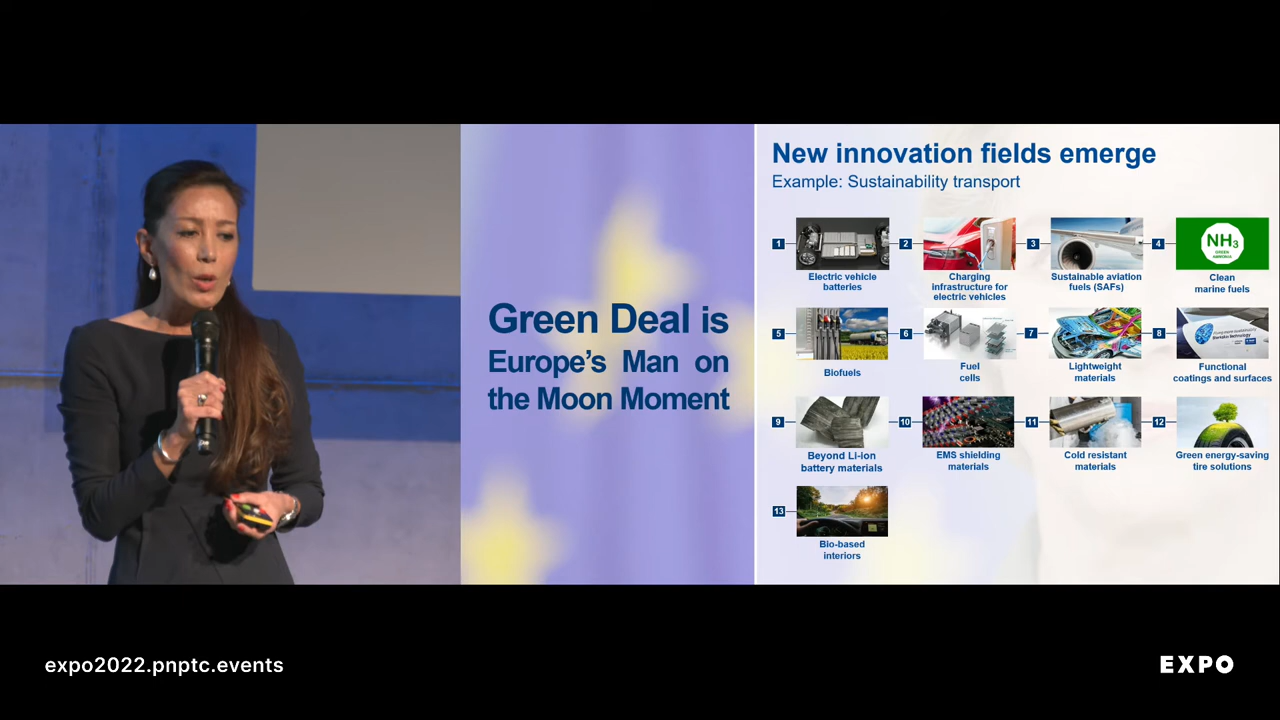 Green Deal is
Europe's Man on
the Moon Moment
New innovation fields emerge
Example: Sustainability transport
1
Electric vehicle
batteries
2
Charging
infrastructure for
electric vehicles
3
Sustainable aviation
fuels (SAFs)
4
NH3
GREEN
AMMONIA
Clean
marine fuels
5
Biofuels
6
Fuel
cells
7
Lightweight
materials
8
Functional
coatings and surfaces
9
Beyond Li-ion
battery materials
10
EMS shielding
materials
11
Cold resistant
materials
12
Green energy-saving
tire solutions
13
Bio-based
interiors
expo2022.pnptc.events
EXPO